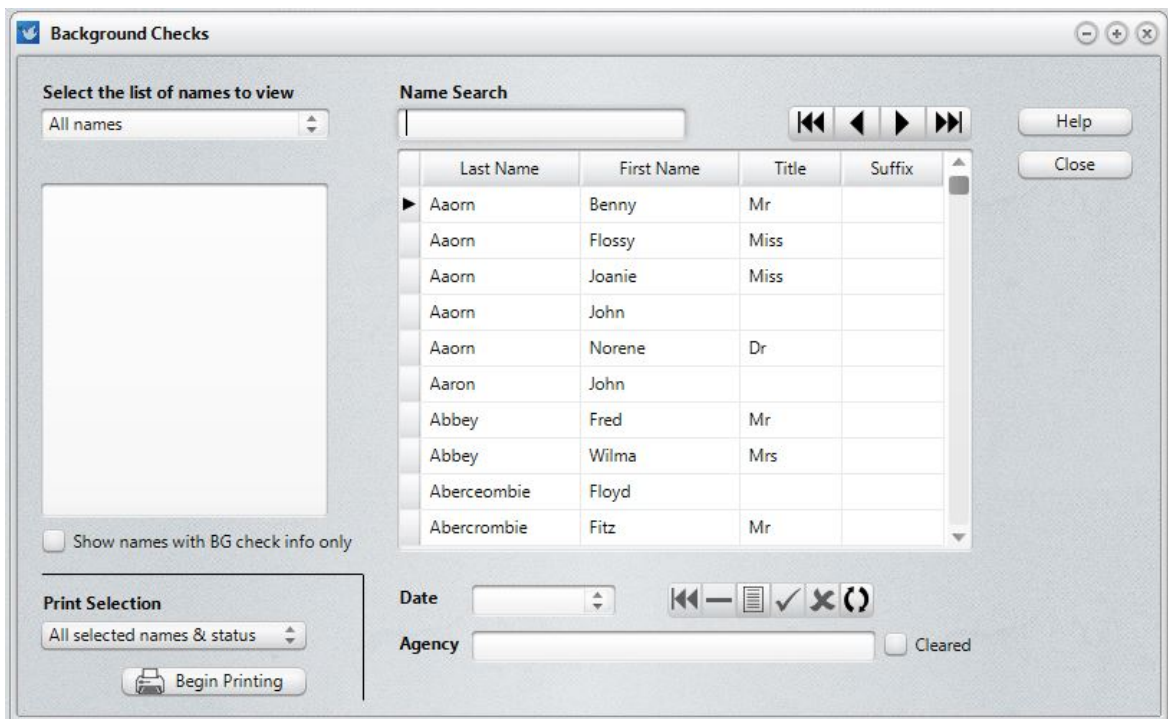 Background Checks
Select the list of names to view
All names
Name Search
Help
Close
Last Name First Name Title Suffix
Aaorn Benny Mr
Aaorn Flossy Miss
Aaorn Joanie Miss
Aaorn John
Aaorn Norene Dr
Aaron John
Abbey Fred Mr
Abbey Wilma Mrs
Aberceombie Floyd
Abercrombie Fitz Mr
Show names with BG check info only
Print Selection
All selected names & status
Begin Printing
Date
Agency
Cleared